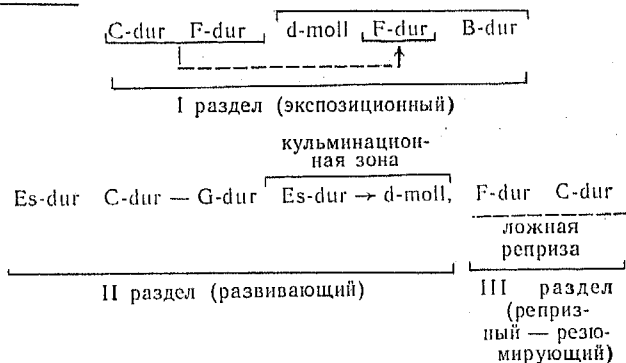 C-dur F-dur d-moll F-dur B-dur
I раздел (экспозиционный)
кульминацион-
ная зона
Es-dur C-dur — G-dur Es-dur → d-moll, F-dur C-dur
ложная
реприза
II раздел (развивающий)
III раздел
(реприз-
ный — резю-
мирующий)